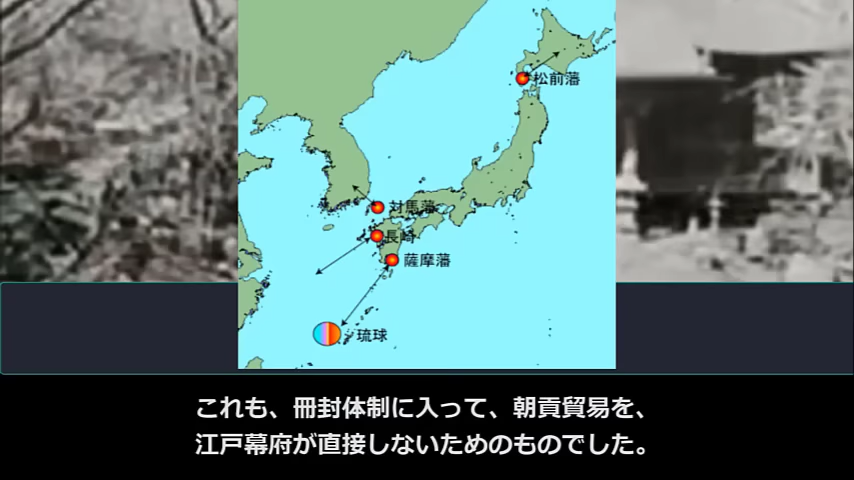 松前藩
対馬藩
長崎
薩摩藩
琉球
これも、冊封体制に入って、朝貢貿易を、
江戸幕府が直接しないためのものでした。